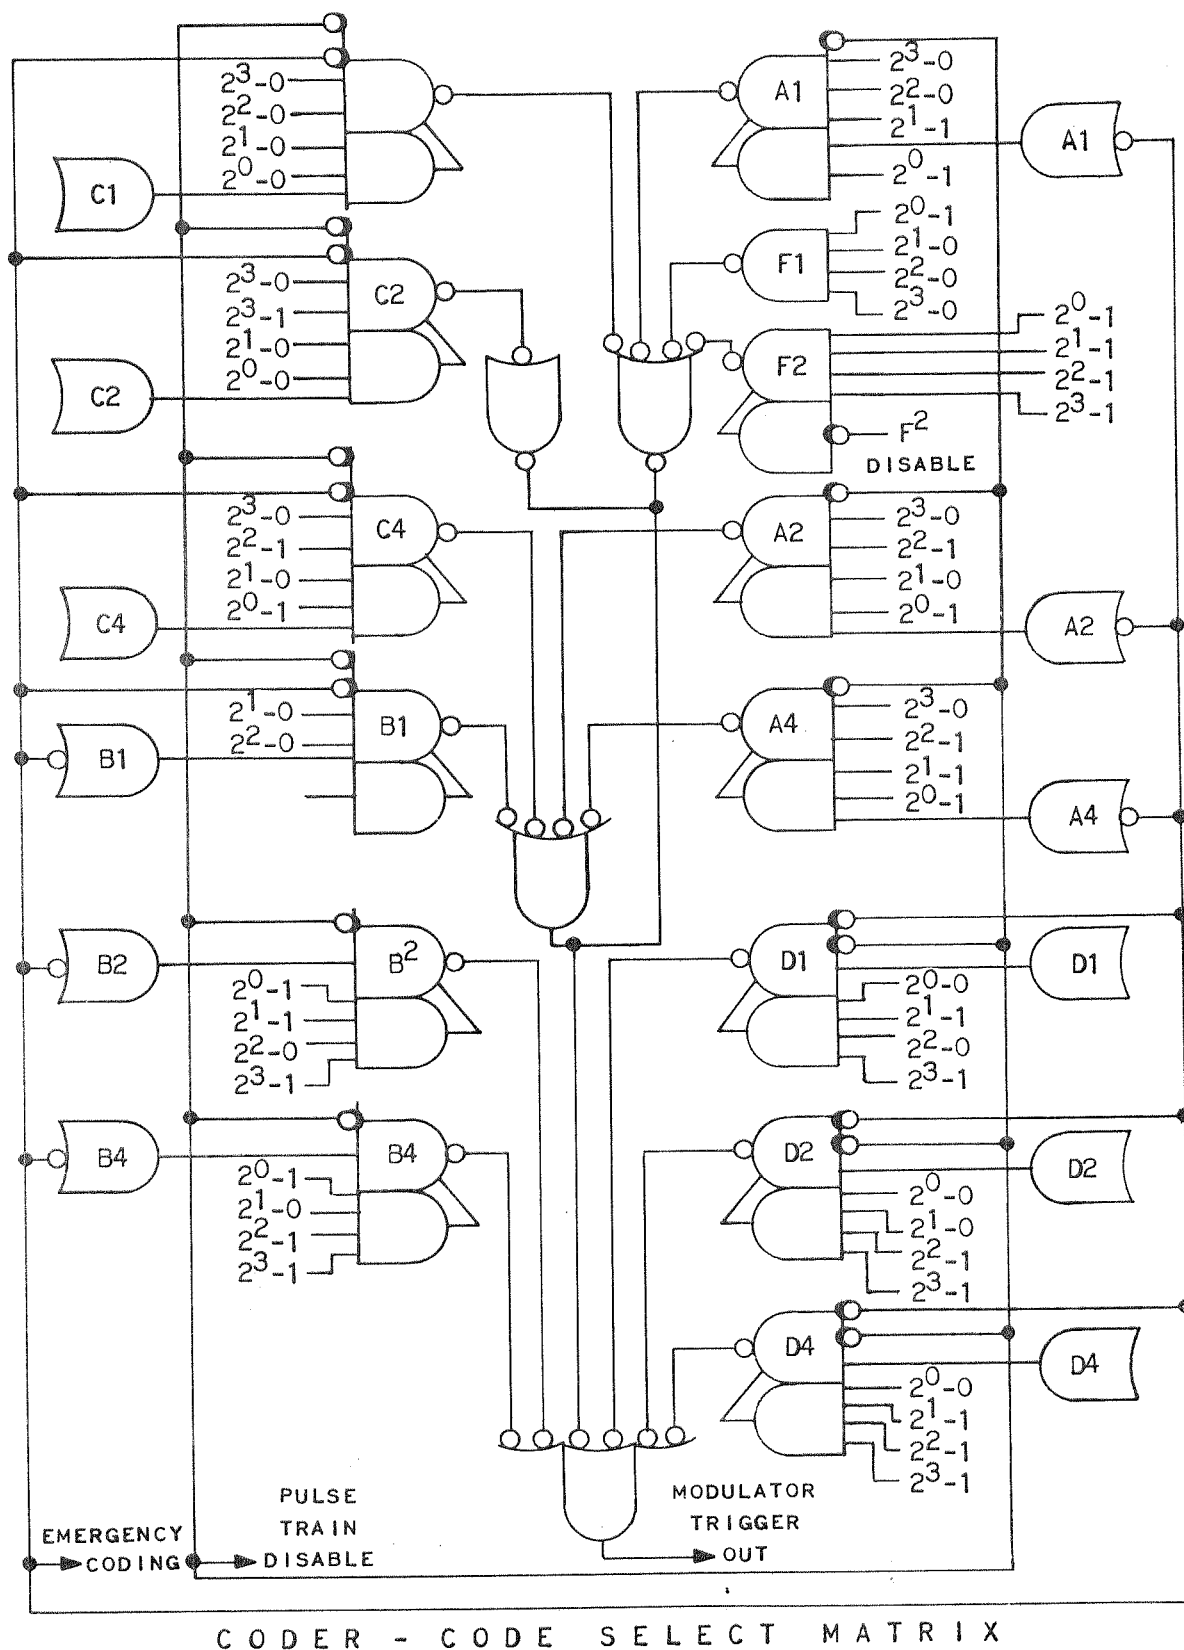 2³-0
2²-0
2¹-0
2⁰-0
C1
2³-0
2³-1
2¹-0
2⁰-0
C2
C2
2³-0
2²-1
2¹-0
2⁰-1
C4
C4
2¹-0
2²-0
B1
B1
B2
B²
2⁰-1
2¹-1
2²-0
2³-1
B4
B4
2⁰-1
2¹-0
2²-1
2³-1
A1
2³-0
2²-0
2¹-1
2⁰-1
A1
F1
2⁰-1
2¹-0
2²-0
2³-0
F2
2⁰-1
2¹-1
2²-1
2³-1
F²
DISABLE
A2
2³-0
2²-1
2¹-0
2⁰-1
A2
A4
2³-0
2²-1
2¹-1
2⁰-1
A4
D1
D1
2⁰-0
2¹-1
2²-0
2³-1
D2
D2
2⁰-0
2¹-0
2²-1
2³-1
D4
D4
2⁰-0
2¹-1
2²-1
2³-1
EMERGENCY
CODING
PULSE
TRAIN
DISABLE
MODULATOR
TRIGGER
OUT
CODER - CODE SELECT MATRIX